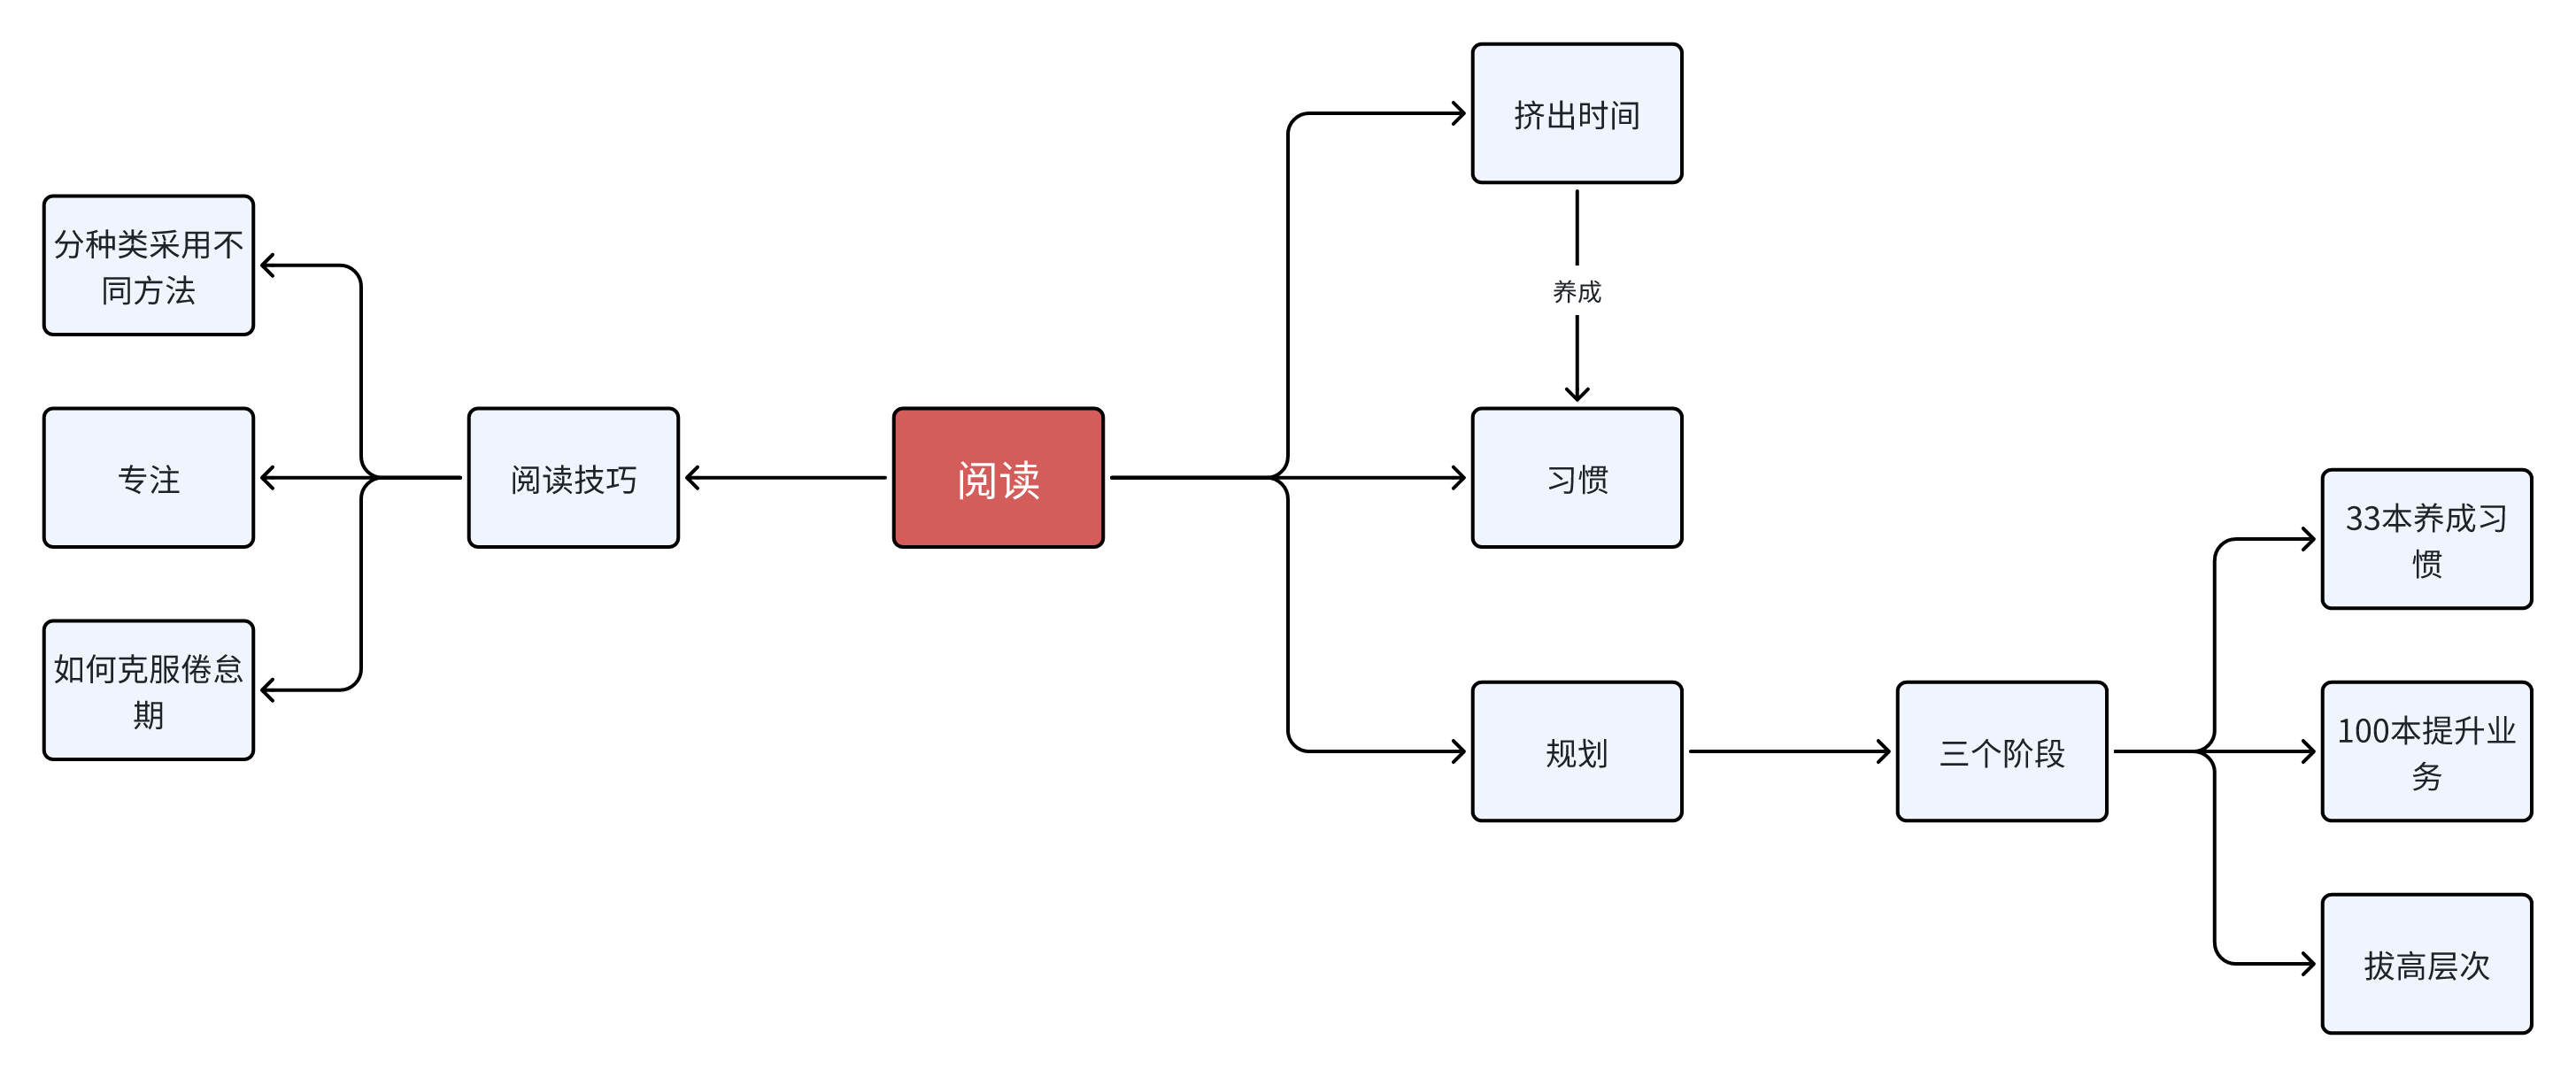 挤出时间
分种类采用不
同方法
养成
专注
阅读技巧
阅读
习惯
33本养成习
惯
如何克服倦怠
期
规划
三个阶段
100本提升业
务
拔高层次